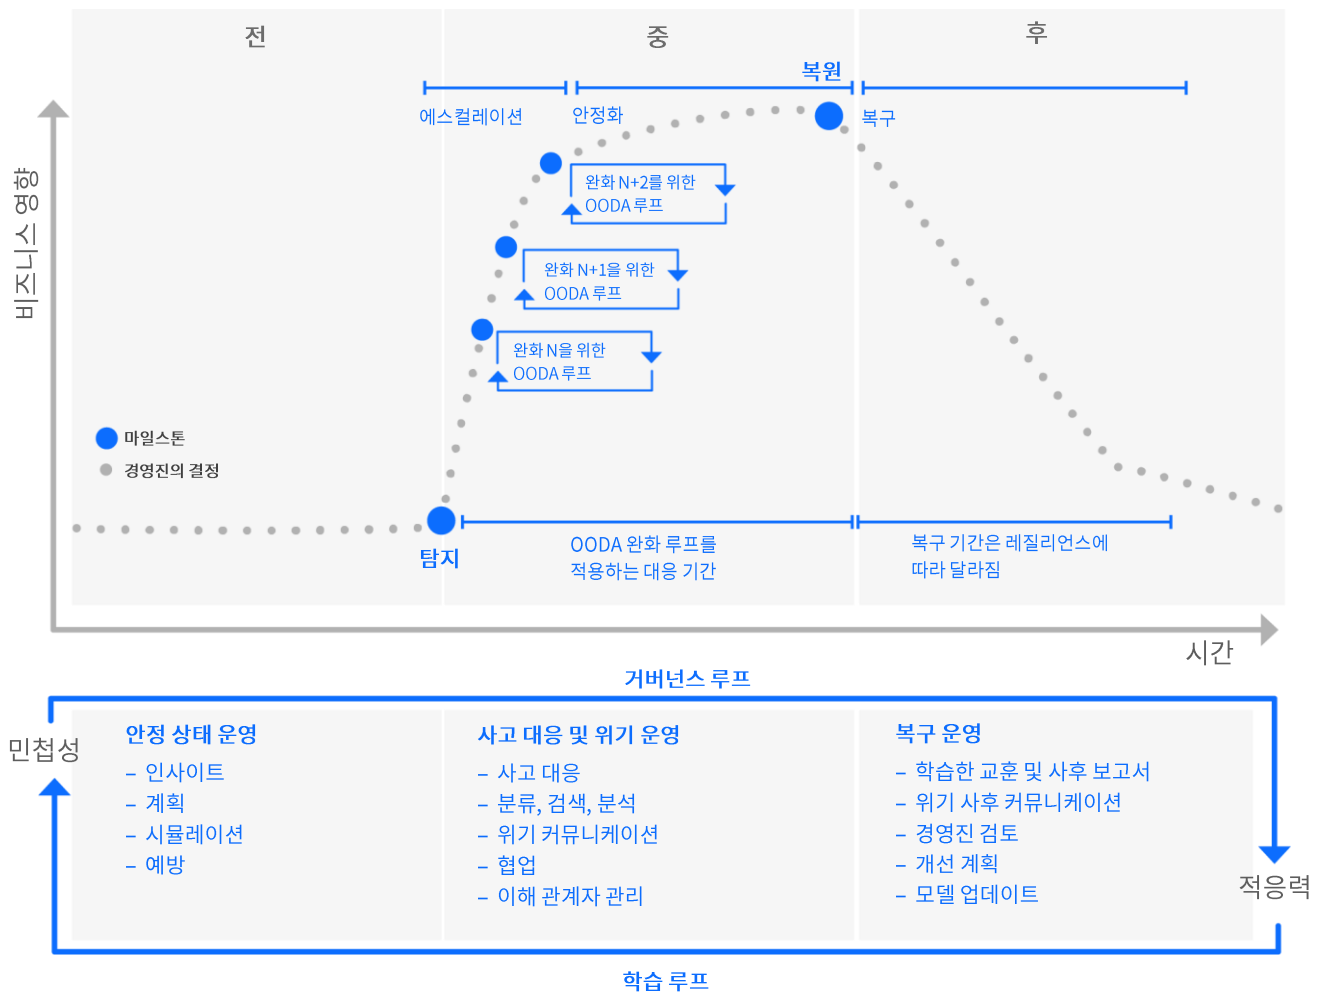 전
중
후
복원
에스컬레이션
안정화
복구
비즈니스 영향
완화 N+2를 위한
OODA 루프
완화 N+1을 위한
OODA 루프
완화 N을 위한
OODA 루프
마일스톤
경영진의 결정
탐지
OODA 완화 루프를
적용하는 대응 기간
복구 기간은 레질리언스에
따라 달라짐
시간
거버넌스 루프
민첩성
안정 상태 운영
– 인사이트
– 계획
– 시뮬레이션
– 예방
사고 대응 및 위기 운영
– 사고 대응
– 분류, 검색, 분석
– 위기 커뮤니케이션
– 협업
– 이해 관계자 관리
복구 운영
– 학습한 교훈 및 사후 보고서
– 위기 사후 커뮤니케이션
– 경영진 검토
– 개선 계획
– 모델 업데이트
적응력
학습 루프